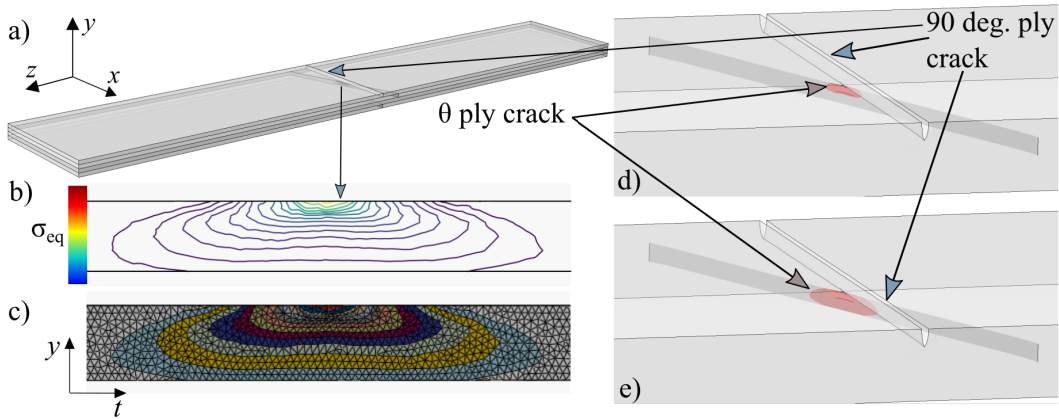 a)
y
z
x
90 deg. ply
crack
θ ply crack
d)
b)
σeq
c)
y
t
e)